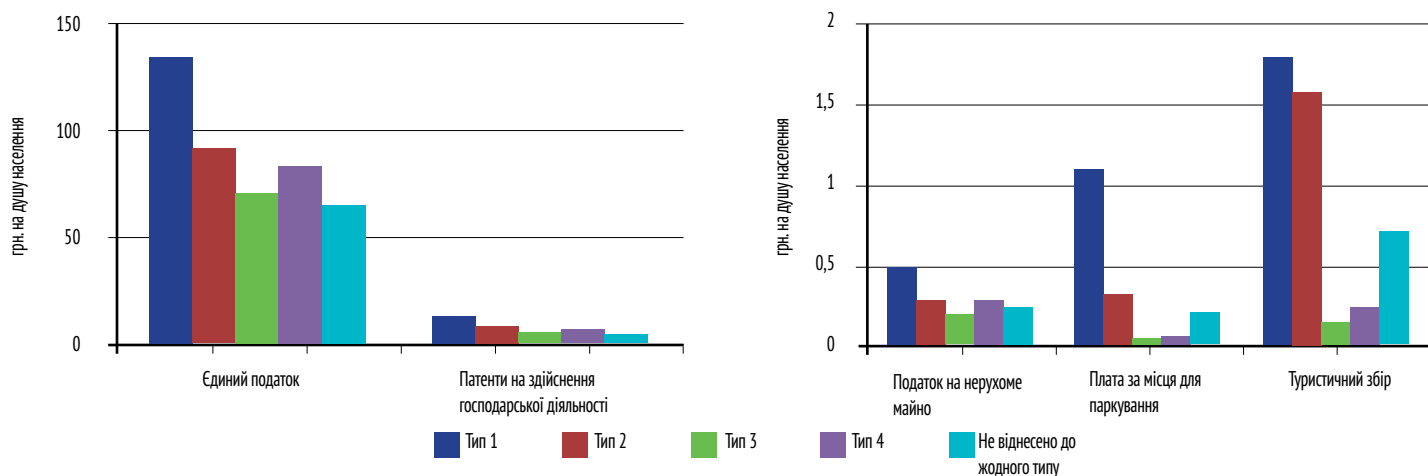 грн. на душу населення
150
100
50
0
Єдиний податок
Патенти на здійснення
господарської діяльності
грн. на душу населення
2
1,5
1
0,5
0
Податок на нерухоме
майно
Плата за місця для
паркування
Туристичний збір
Тип 1
Тип 2
Тип 3
Тип 4
Не віднесено до
жодного типу